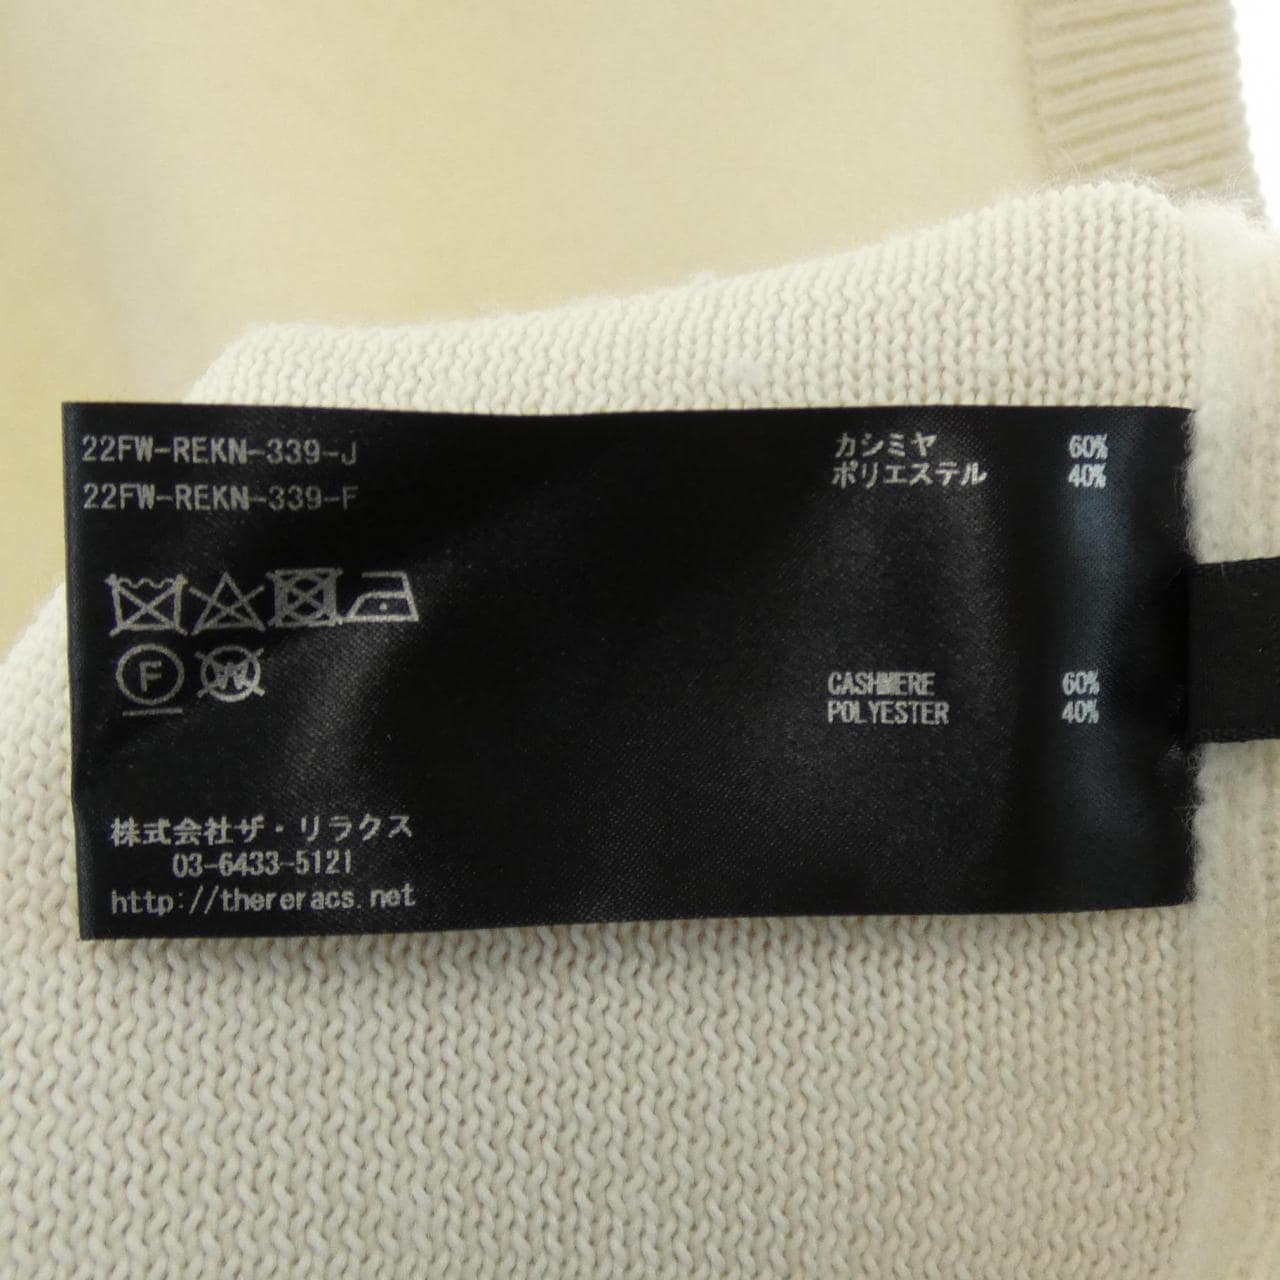 22FW-REKN-339-J
22FW-REKN-339-F
カシミヤ 60%
ポリエステル 40%
F
W
CASHMERE 60%
POLYESTER 40%
株式会社ザ・リラクス
03-6433-5121
http://thereracs.net